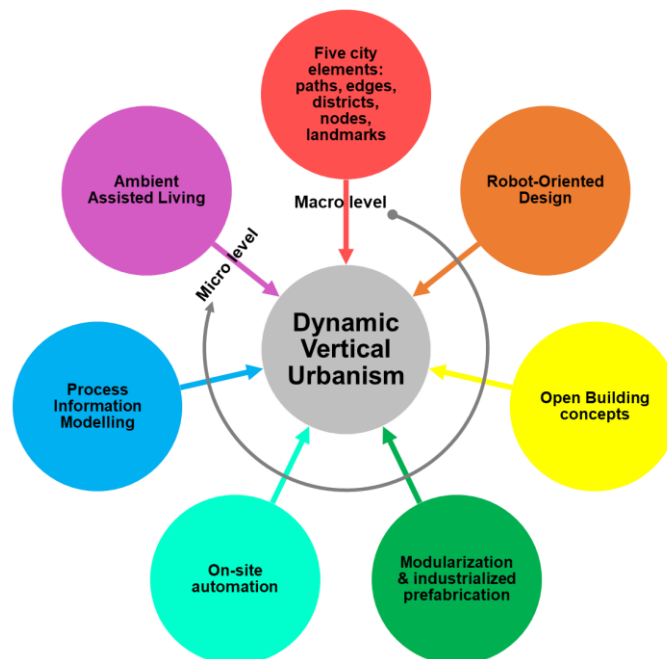 Five city
elements:
paths, edges,
districts,
nodes,
landmarks
Ambient
Assisted Living
Robot-Oriented
Design
Macro level
Micro level
Dynamic
Vertical
Urbanism
Process
Information
Modelling
Open Building
concepts
On-site
automation
Modularization
& industrialized
prefabrication